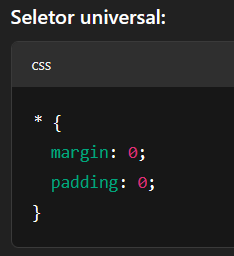 Seletor universal:
css
* {
  margin: 0;
  padding: 0;
}